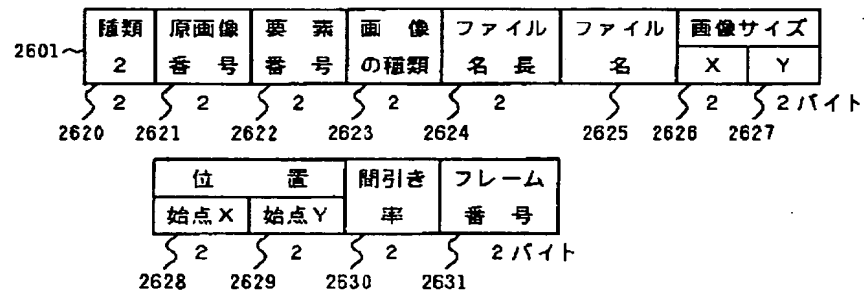 種類 原画像 要素 画像 ファイル ファイル 画像サイズ
2601 2 番号 番号 の種類 名長 名 X Y
2 2 2 2 2 2 2バイト
2620 2621 2622 2623 2624 2625 2626 2627
位置 間引き フレーム
始点X 始点Y 率 番号
2 2 2 2バイト
2628 2629 2630 2631